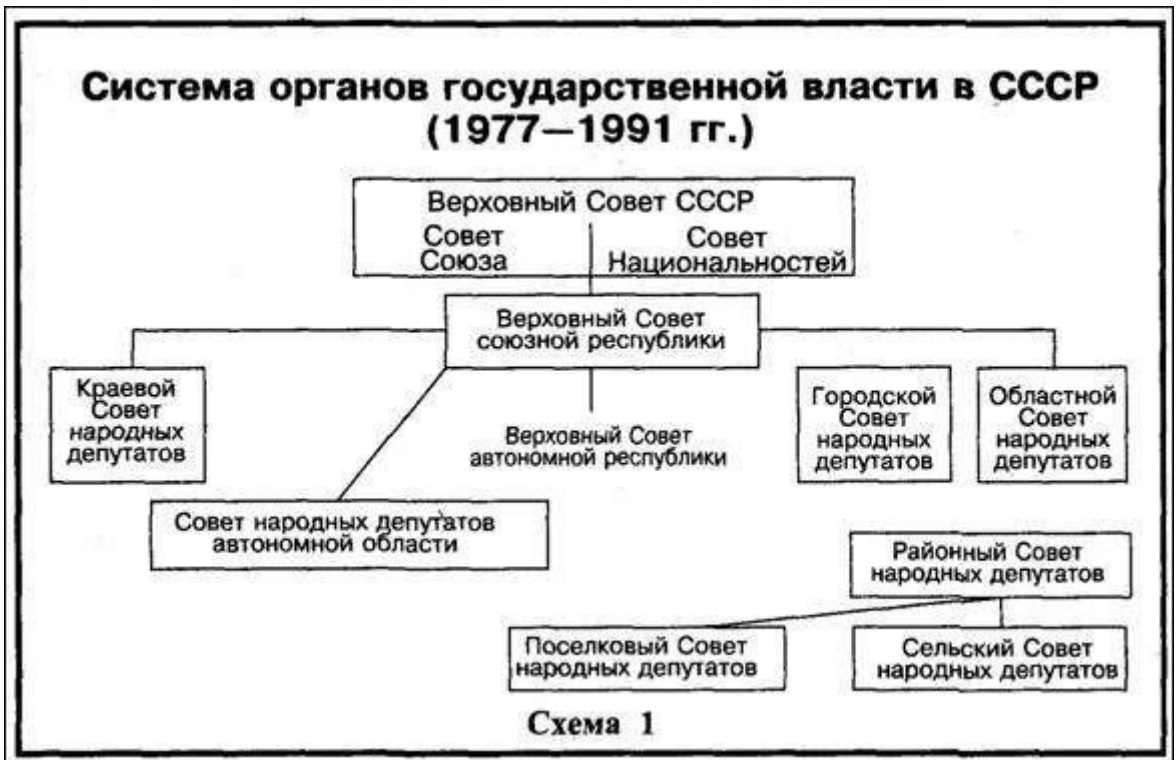 Система органов государственной власти в СССР
(1977—1991 гг.)
Верховный Совет СССР
Совет
Союза
Совет
Национальностей
Верховный Совет
союзной республики
Краевой
Совет
народных
депутатов
Верховный Совет
автономной республики
Городской
Совет
народных
депутатов
Областной
Совет
народных
депутатов
Совет народных депутатов
автономной области
Районный Совет
народных депутатов
Поселковый Совет
народных депутатов
Сельский Совет
народных депутатов
Схема 1